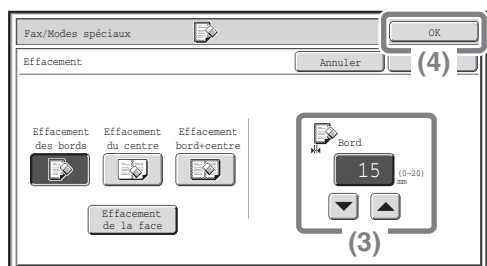 Fax/Modes spéciaux
OK
Effacement
Annuler
(4)
Effacement
des bords
Effacement
du centre
Effacement
bord+centre
Effacement
de la face
Bord
15
(0-20)
mm
(3)